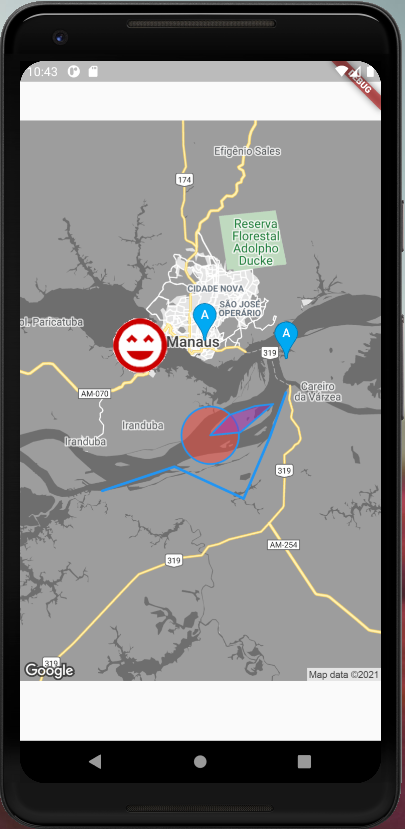 10:43
DEBUG
Efigênio Sales
174
Reserva
Florestal
Adolpho
Ducke
CIDADE NOVA
SÃO JOSÉ
OPERÁRIO
A
A
ol. Paricatuba
Manaus
319
AM-070
Careiro
da Várzea
Iranduba
Iranduba
319
AM-254
319
319
Google
Map data ©2021